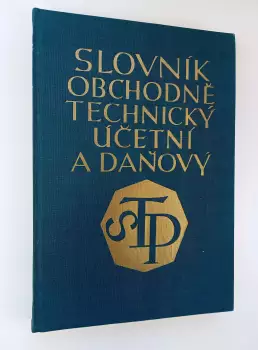 SLOVNÍK
OBCHODNĚ
TECHNICKÝ
ÚČETNÍ
A DAŇOVÝ
STP